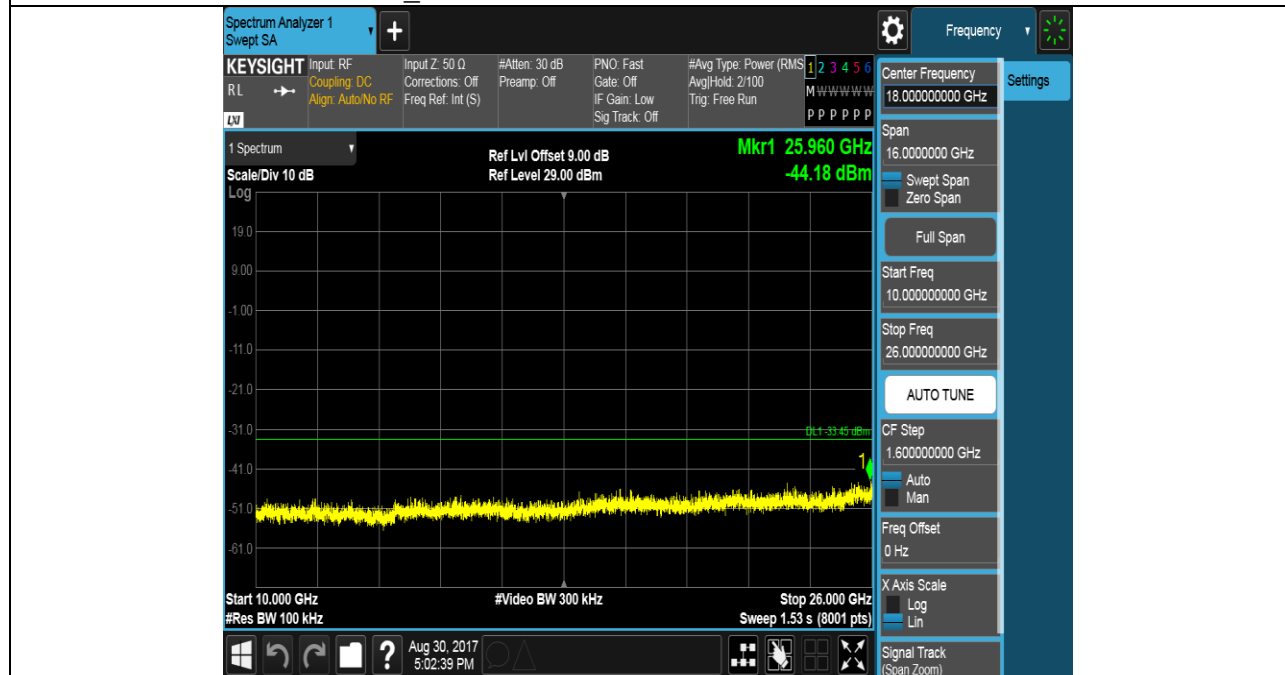 Spectrum Analyzer 1
Swept SA
Frequency
KEYSIGHT
RL
LXI
Input: RF
Coupling: DC
Align: Auto/No RF
Input Z: 50 Ω
Corrections: Off
Freq Ref: Int (S)
#Atten: 30 dB
Preamp: Off
PNO: Fast
Gate: Off
IF Gain: Low
Sig Track: Off
#Avg Type: Power (RMS
Avg|Hold: 2/100
Trig: Free Run
1 2 3 4 5 6
M W W W W W
P P P P P P
1 Spectrum
Scale/Div 10 dB
Ref Lvl Offset 9.00 dB
Ref Level 29.00 dBm
Mkr1 25.960 GHz
-44.18 dBm
Log
19.0
9.00
-1.00
-11.0
-21.0
-31.0
-41.0
-51.0
-61.0
DL1 -33.45 dBm
1
Start 10.000 GHz
#Res BW 100 kHz
#Video BW 300 kHz
Stop 26.000 GHz
Sweep 1.53 s (8001 pts)
Aug 30, 2017
5:02:39 PM
Center Frequency
18.000000000 GHz
Span
16.0000000 GHz
Swept Span
Zero Span
Full Span
Start Freq
10.000000000 GHz
Stop Freq
26.000000000 GHz
AUTO TUNE
CF Step
1.600000000 GHz
Auto
Man
Freq Offset
0 Hz
X Axis Scale
Log
Lin
Signal Track
(Span Zoom)
Settings